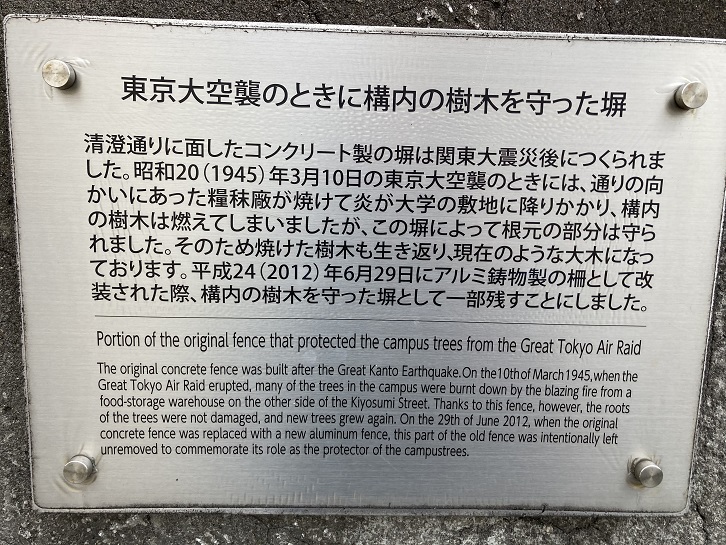 東京大空襲のときに構内の樹木を守った塀
清澄通りに面したコンクリート製の塀は関東大震災後につくられま
した。昭和20(1945)年3月10日の東京大空襲のときには、通りの向
かいにあった糧秣廠が焼けて炎が大学の敷地に降りかかり、構内
の樹木は燃えてしまいましたが、この塀によって根元の部分は守ら
れました。そのため焼けた樹木も生き返り、現在のような大木になっ
ております。平成24(2012)年6月29日にアルミ鋳物製の柵として改
装された際、構内の樹木を守った塀として一部残すことにしました。
Portion of the original fence that protected the campus trees from the Great Tokyo Air Raid
The original concrete fence was built after the Great Kanto Earthquake.On the10th of March1945,when the
Great Tokyo Air Raid erupted, many of the trees in the campus were burnt down by the blazing fire from a
food-storage warehouse on the other side of the Kiyosumi Street. Thanks to this fence, however, the roots
of the trees were not damaged, and new trees grew again. On the 29th of June 2012, when the original
concrete fence was replaced with a new aluminum fence, this part of the old fence was intentionally left
unremoved to commemorate its role as the protector of the campustrees.